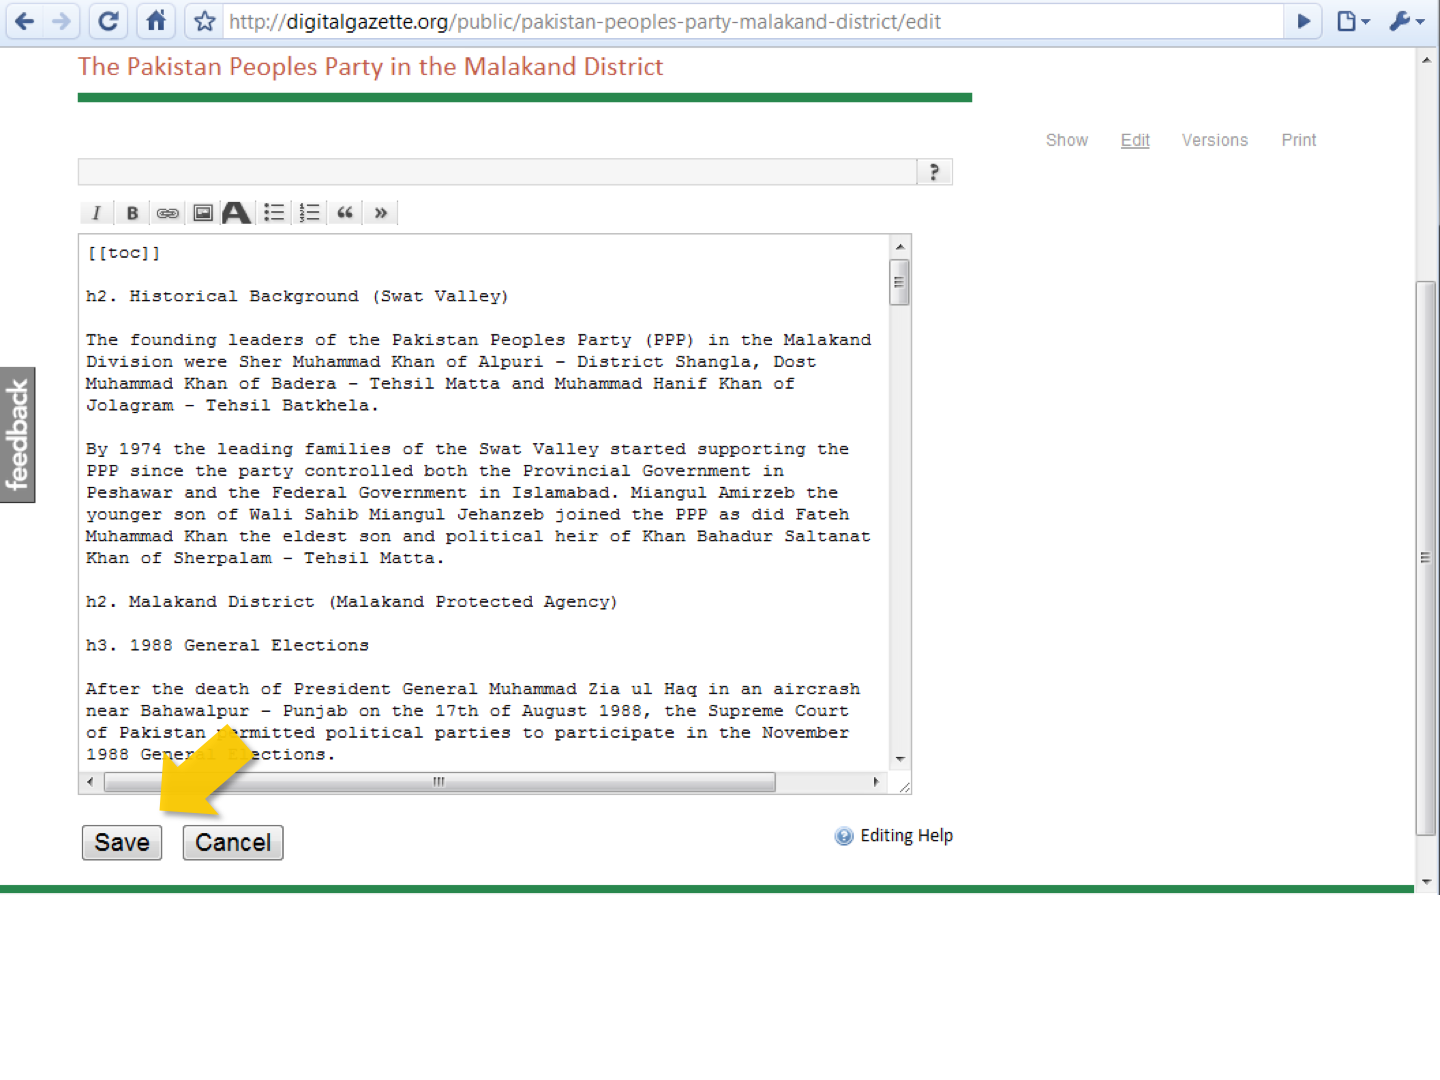 http://digitalgazette.org/public/pakistan-peoples-party-malakand-district/edit
The Pakistan Peoples Party in the Malakand District
Show Edit Versions Print
?
I B A
[[toc]]
h2. Historical Background (Swat Valley)
The founding leaders of the Pakistan Peoples Party (PPP) in the Malakand
Division were Sher Muhammad Khan of Alpuri – District Shangla, Dost
Muhammad Khan of Badera – Tehsil Matta and Muhammad Hanif Khan of
Jolagram – Tehsil Batkhela.
By 1974 the leading families of the Swat Valley started supporting the
PPP since the party controlled both the Provincial Government in
Peshawar and the Federal Government in Islamabad. Miangul Amirzeb the
younger son of Wali Sahib Miangul Jehanzeb joined the PPP as did Fateh
Muhammad Khan the eldest son and political heir of Khan Bahadur Saltanat
Khan of Sherpalam – Tehsil Matta.
h2. Malakand District (Malakand Protected Agency)
h3. 1988 General Elections
After the death of President General Muhammad Zia ul Haq in an aircrash
near Bahawalpur – Punjab on the 17th of August 1988, the Supreme Court
of Pakistan permitted political parties to participate in the November
1988 General Elections.
feedback
Save Cancel
Editing Help